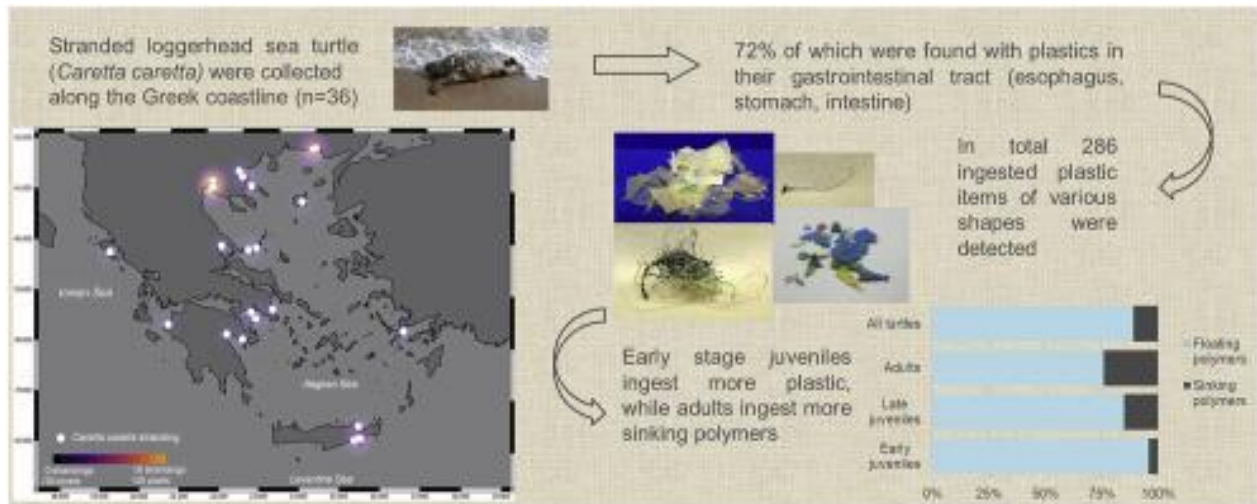 Stranded loggerhead sea turtle
(Caretta caretta) were collected
along the Greek coastline (n=36)
72% of which were found with plastics in
their gastrointestinal tract (esophagus,
stomach, intestine)
In total 286
ingested plastic
items of various
shapes were
detected
Ionian Sea
Aegean Sea
Caretta caretta stranding
Levantine Sea
Early stage juveniles
ingest more plastic,
while adults ingest more
sinking polymers
All turtles
Adults
Late
juveniles
Early
juveniles
0% 25% 50% 75% 100%
Floating
polymers
Sinking
polymers